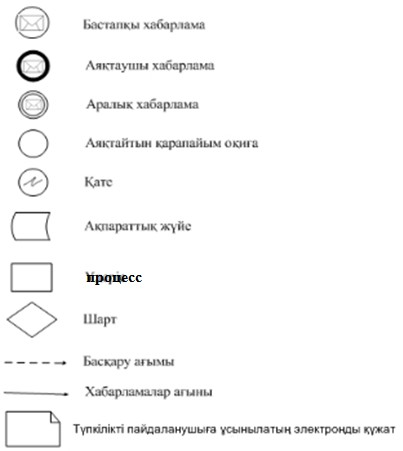 Бастапқы хабарлама
Аяқтаушы хабарлама
Аралық хабарлама
Аяқтайтын қарапайым оқиға
Қате
Ақпараттық жүйе
процесс
Шарт
Басқару ағымы
Хабарламалар ағыны
Түпкілікті пайдаланушыға ұсынылатың электронды құжат